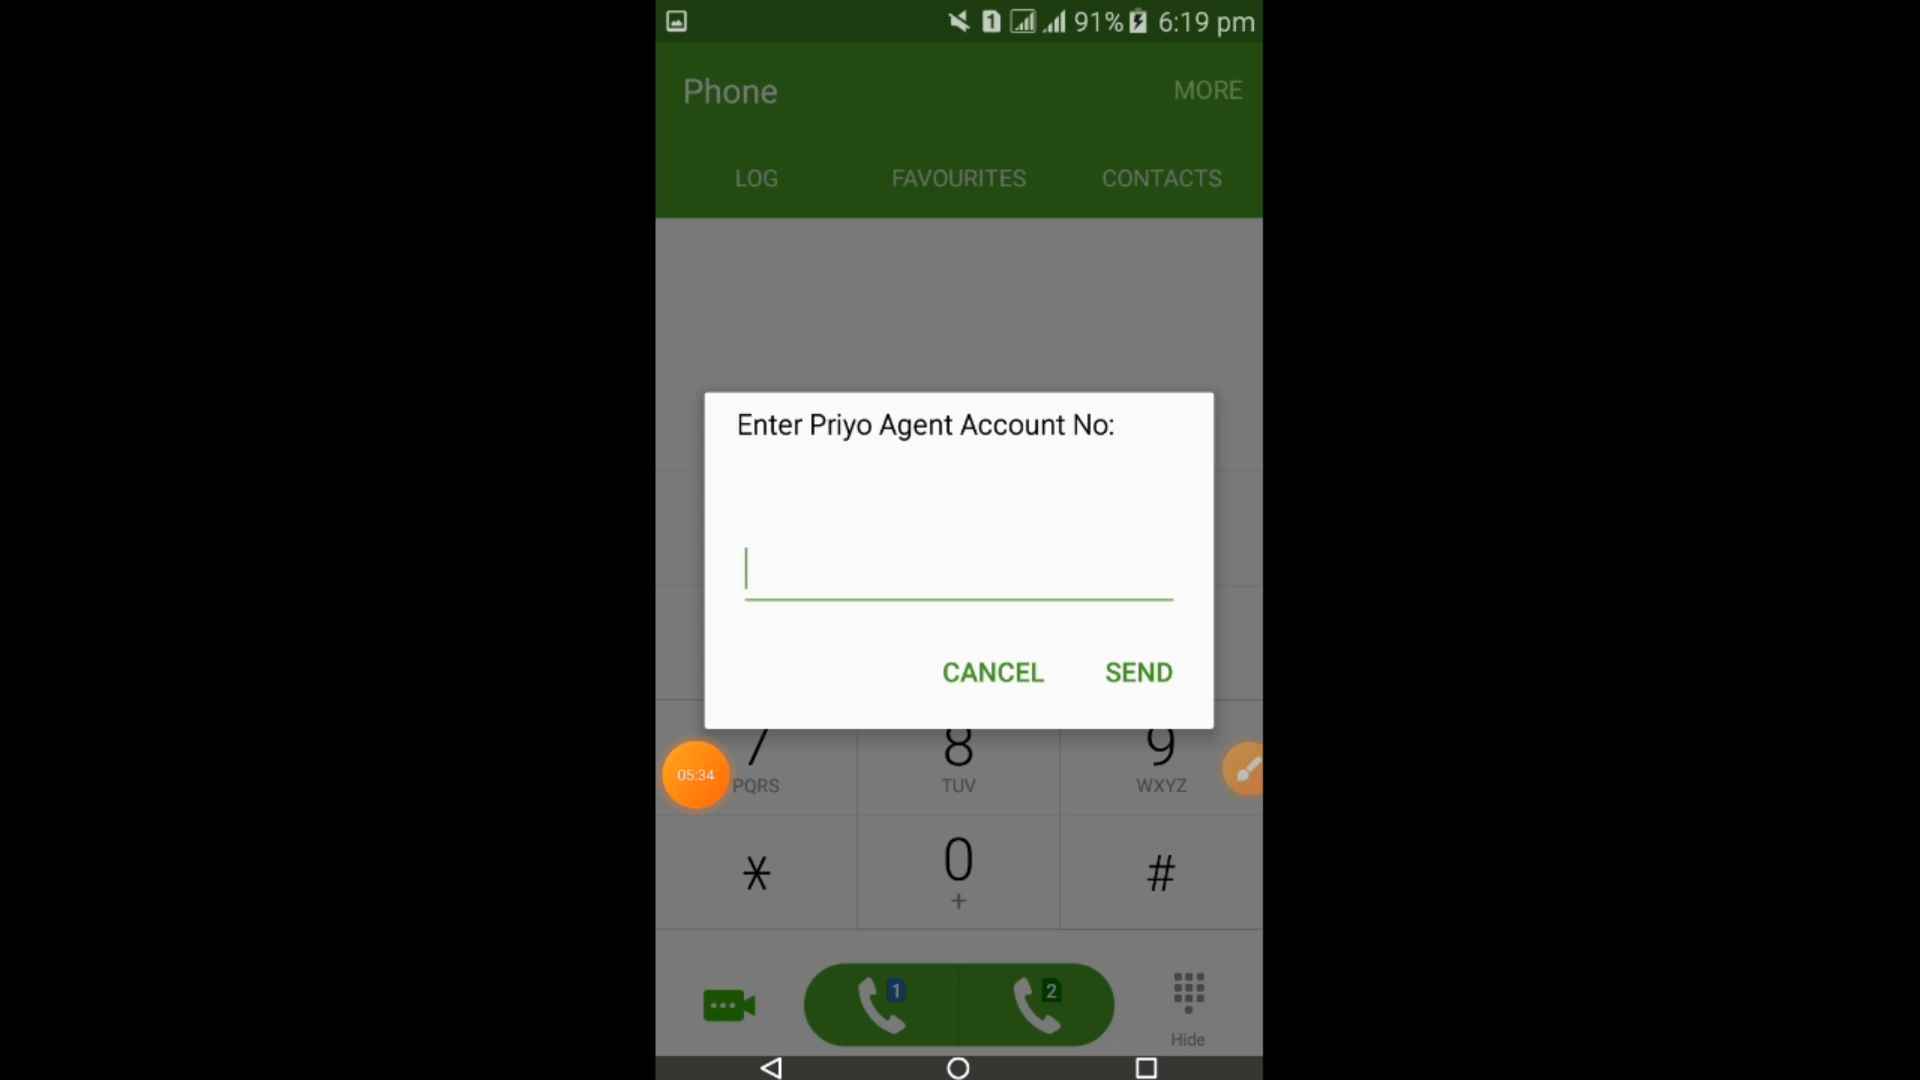 1 91% 6:19 pm
Phone MORE
LOG FAVOURITES CONTACTS
Enter Priyo Agent Account No:
CANCEL SEND
7 8 9
05:34 PQRS TUV WXYZ
* 0 #
+
1 2
Hide